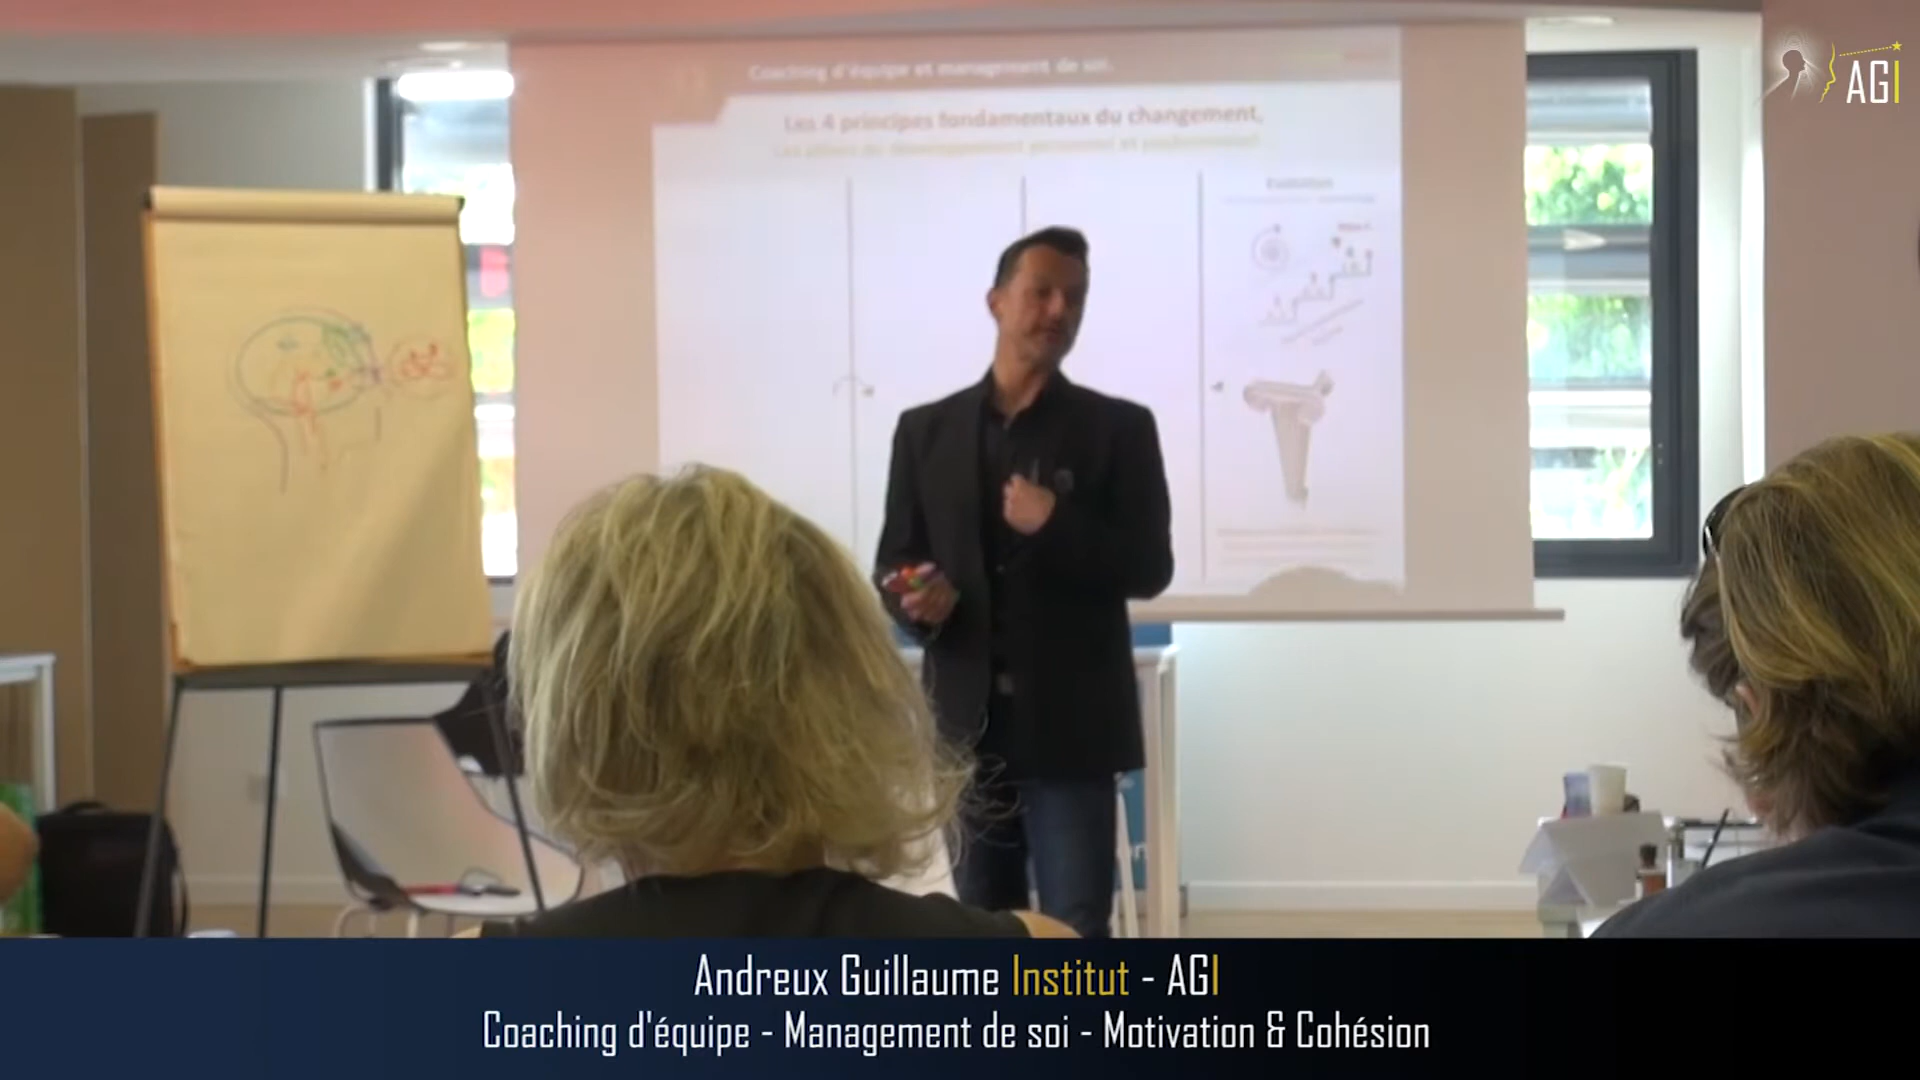 AGI
Coaching d'équipe et management de soi.
Les 4 principes fondamentaux du changement,
Evolution
Andreux Guillaume Institut - AGI
Coaching d'équipe - Management de soi - Motivation & Cohésion